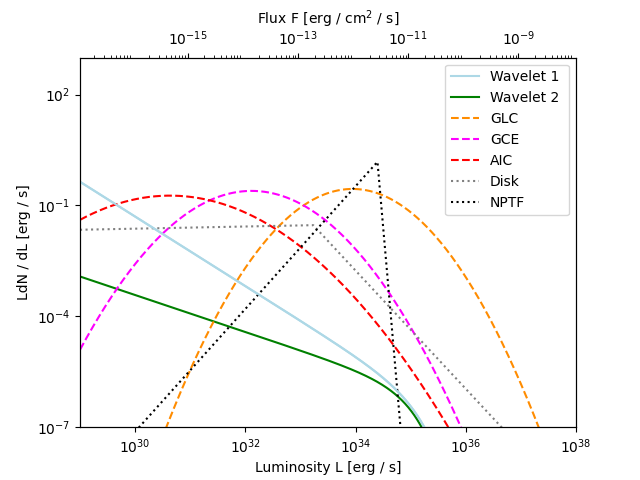 Flux F [erg / cm² / s]
10⁻¹⁵ 10⁻¹³ 10⁻¹¹ 10⁻⁹
Wavelet 1
Wavelet 2
GLC
GCE
AIC
Disk
NPTF
10²
10⁻¹
10⁻⁴
10⁻⁷
LdN / dL [erg / s]
10³⁰ 10³² 10³⁴ 10³⁶ 10³⁸
Luminosity L [erg / s]